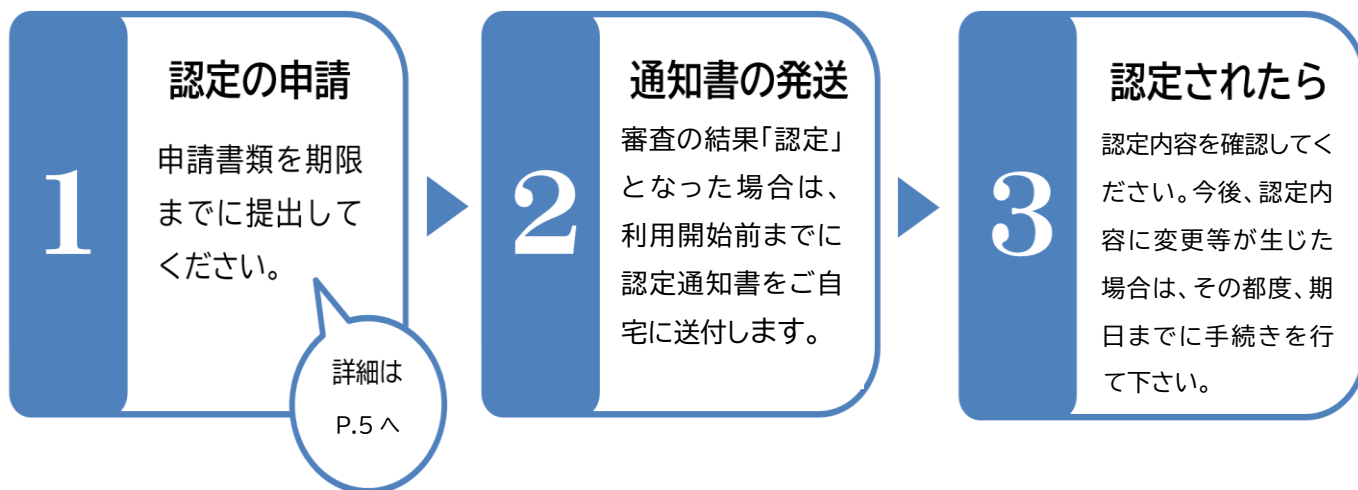 1
認定の申請
申請書類を期限
までに提出して
ください。
詳細は
P.5 へ
2
通知書の発送
審査の結果「認定」
となった場合は、
利用開始前までに
認定通知書をご自
宅に送付します。
3
認定されたら
認定内容を確認してく
ださい。今後、認定内
容に変更等が生じた
場合は、その都度、期
日までに手続きを行
て下さい。